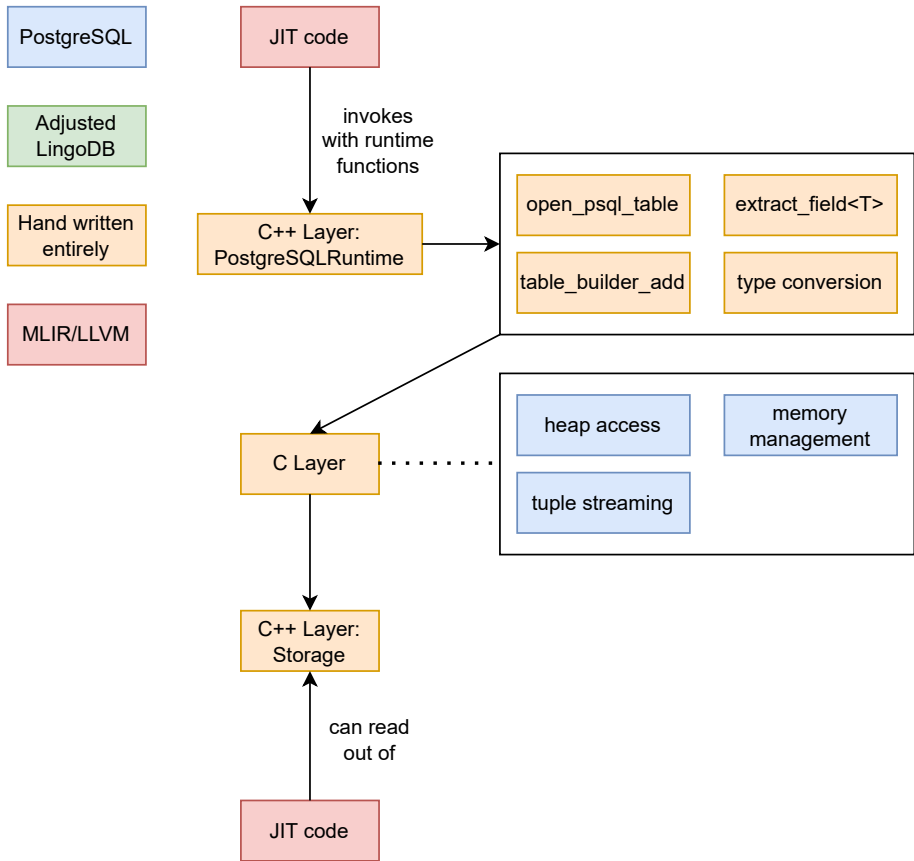 PostgreSQL
Adjusted
LingoDB
Hand written
entirely
MLIR/LLVM
JIT code
invokes
with runtime
functions
C++ Layer:
PostgreSQLRuntime
open_psql_table
extract_field<T>
table_builder_add
type conversion
C Layer
heap access
memory
management
tuple streaming
C++ Layer:
Storage
can read
out of
JIT code